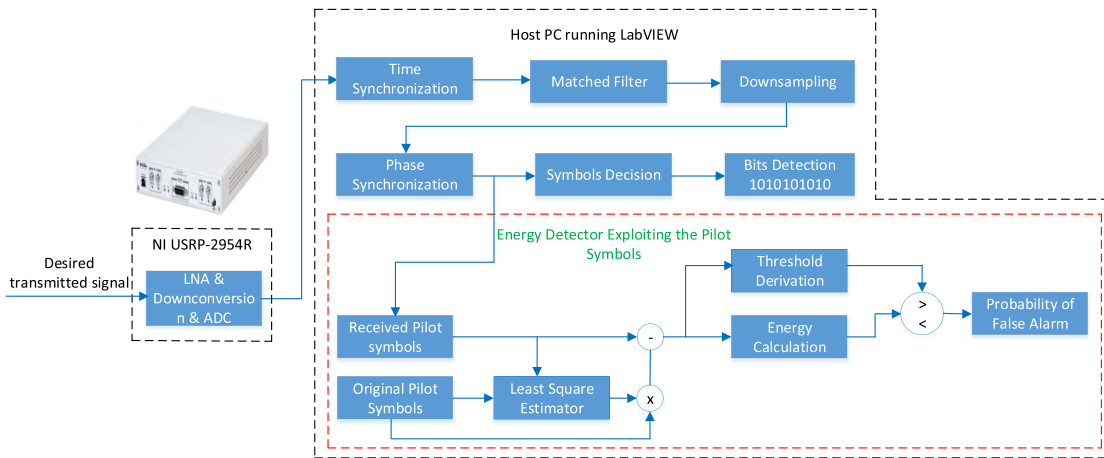 Host PC running LabVIEW
Time
Synchronization
Matched Filter
Downsampling
Phase
Synchronization
Symbols Decision
Bits Detection
1010101010
NI USRP-2954R
Desired
transmitted signal
LNA &
Downconversio
n & ADC
Energy Detector Exploiting the Pilot
Symbols
Threshold
Derivation
Received Pilot
symbols
-
Energy
Calculation
>
<
Probability of
False Alarm
Original Pilot
Symbols
Least Square
Estimator
x